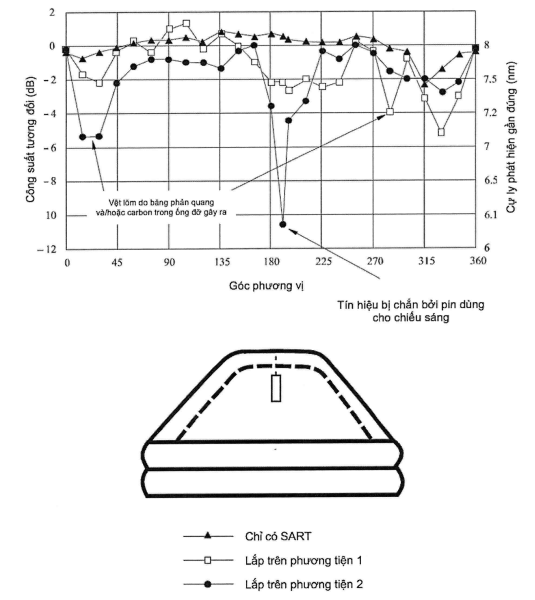 2
0
−2
−4
−6
−8
10
−12
Công suất tương đối (dB)
8
7.5
7.2
7
6.5
6.1
6
Cự ly phát hiện gần đúng (nm)
Vệt lõm do băng phân quang
và/hoặc carbon trong ống đỡ gây ra
0 45 90 135 180 225 270 315 360
Góc phương vị
Tín hiệu bị chắn bởi pin dùng
cho chiếu sáng
Chỉ có SART
Lắp trên phương tiện 1
Lắp trên phương tiện 2